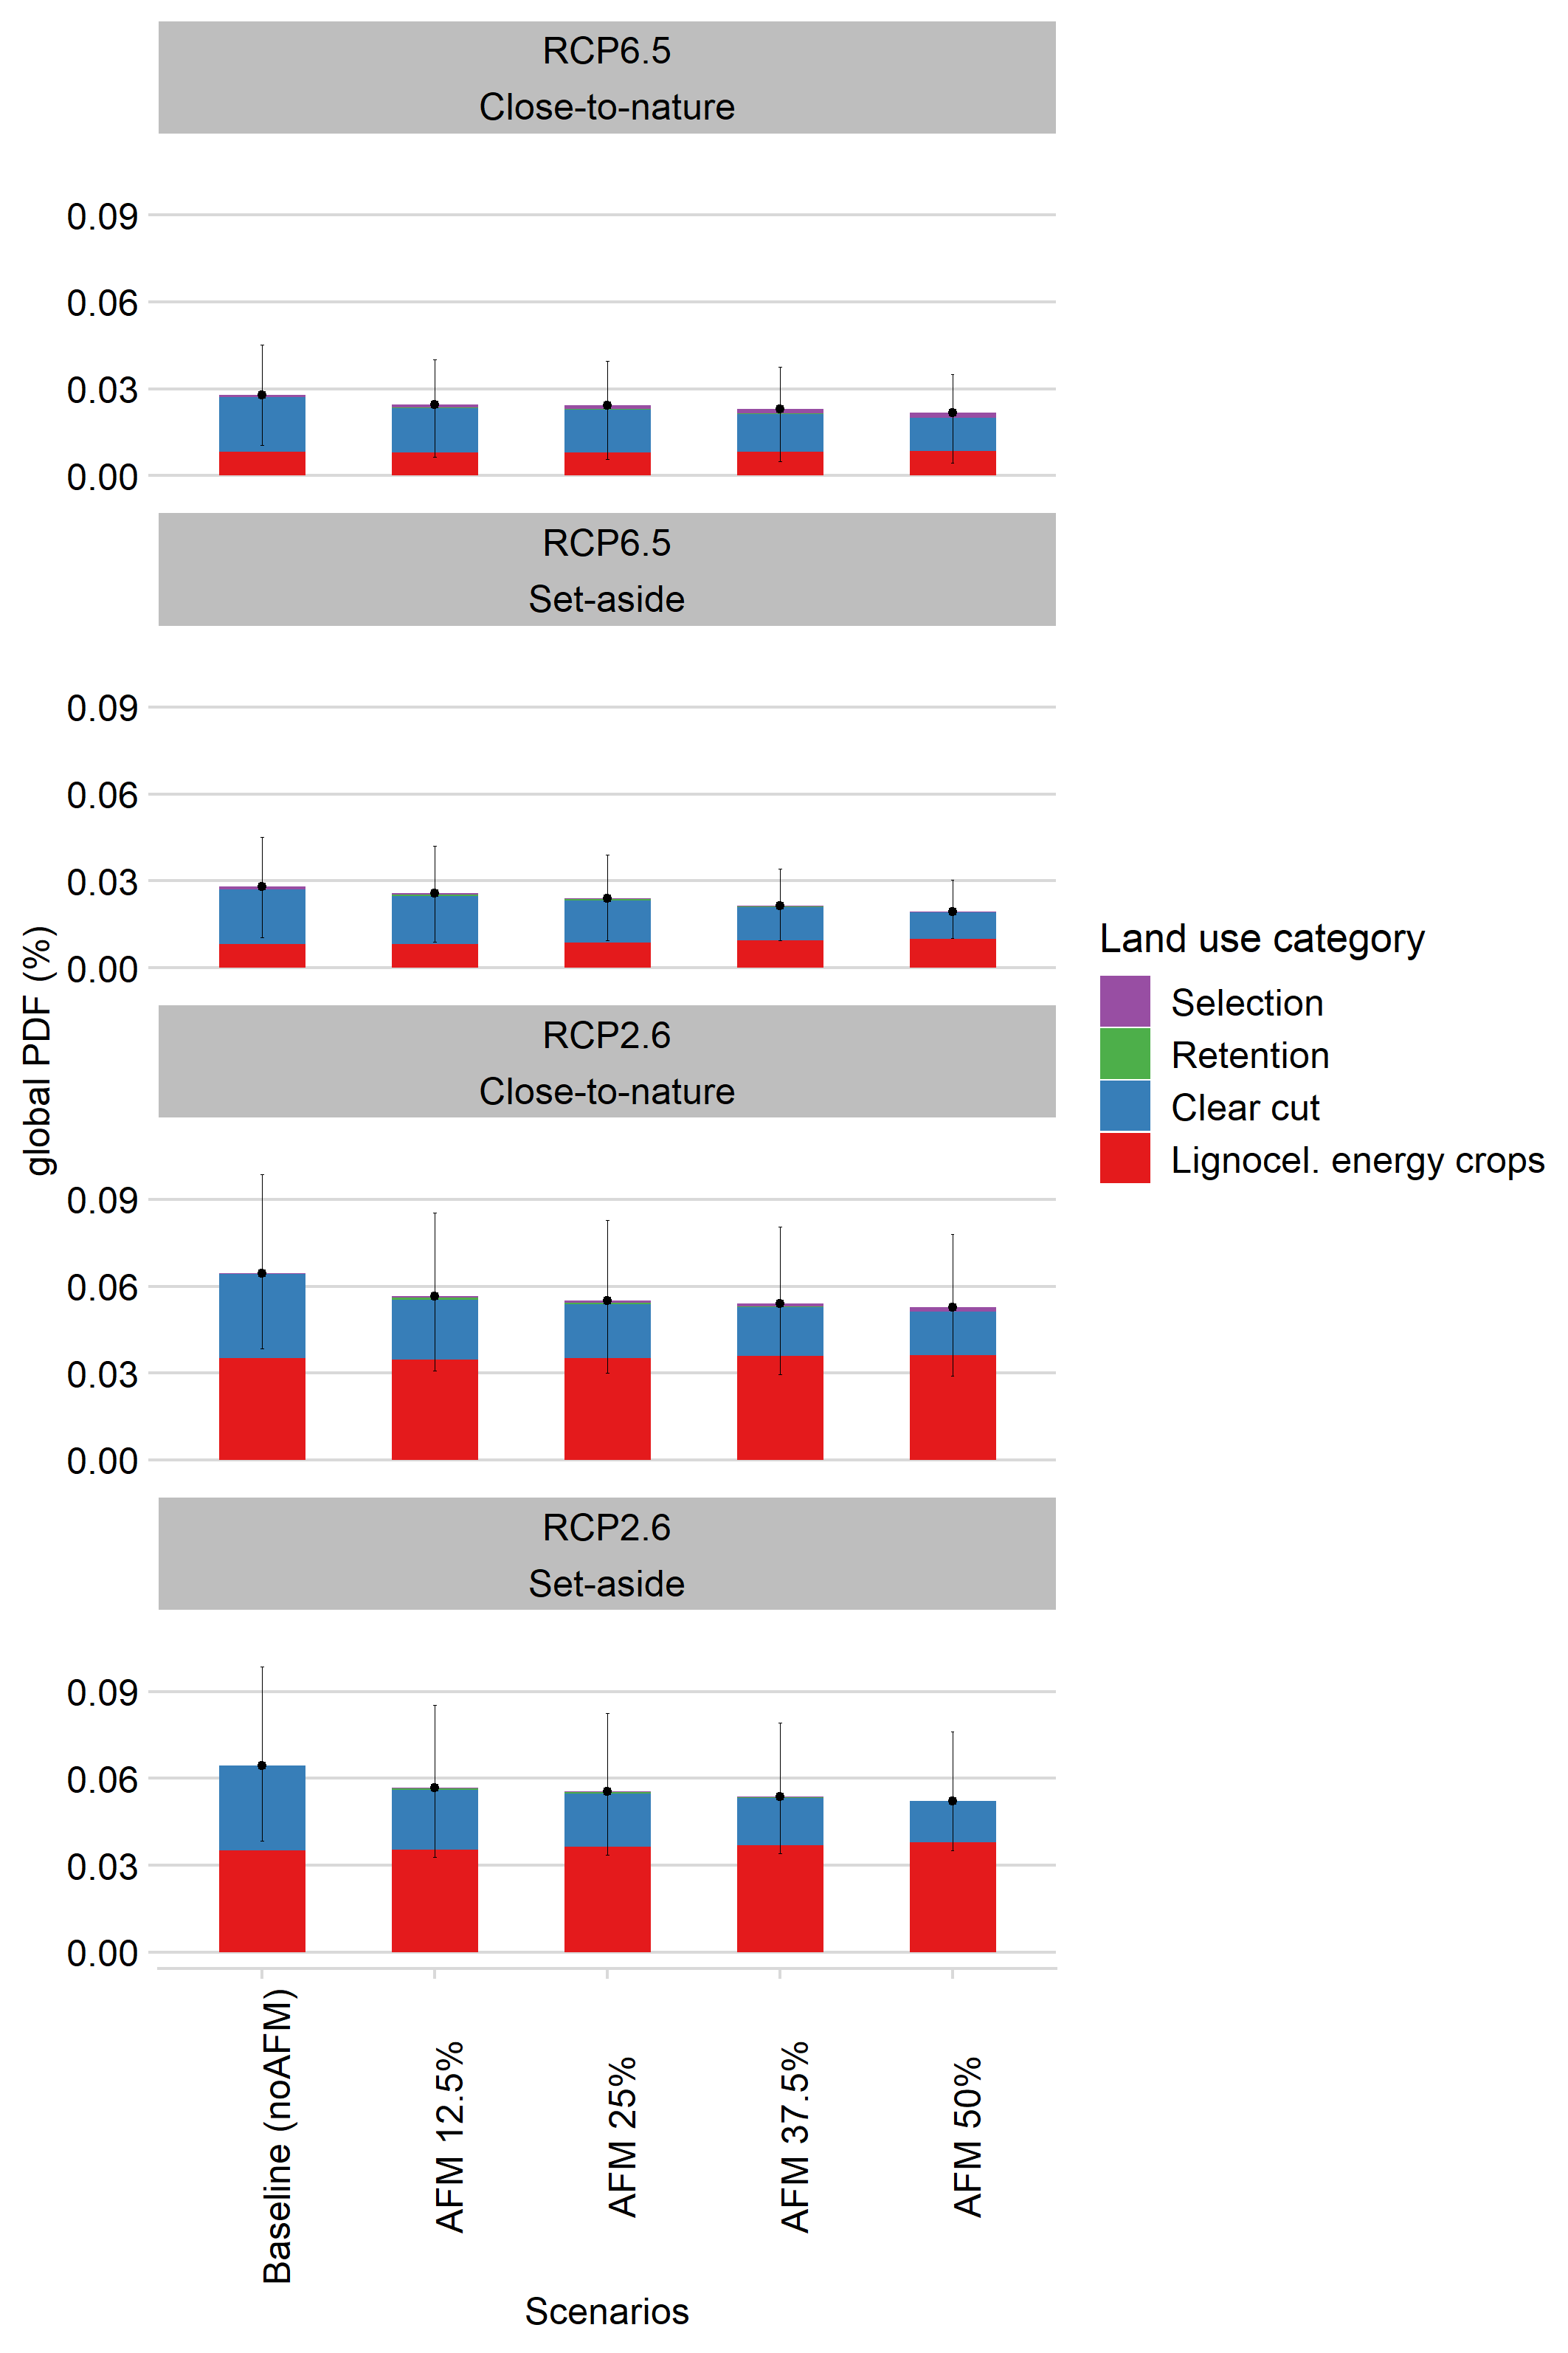 RCP6.5
Close-to-nature
0.09
0.06
0.03
0.00
RCP6.5
Set-aside
0.09
0.06
0.03
0.00
RCP2.6
Close-to-nature
0.09
0.06
0.03
0.00
RCP2.6
Set-aside
0.09
0.06
0.03
0.00
global PDF (%)
Baseline (noAFM)
AFM 12.5%
AFM 25%
AFM 37.5%
AFM 50%
Scenarios
Land use category
Selection
Retention
Clear cut
Lignocel. energy crops